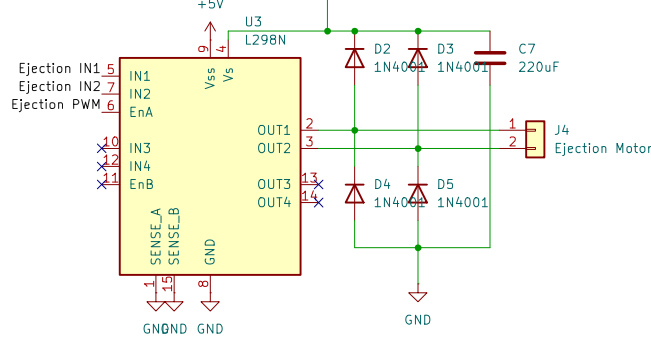 +5V
U3
L298N
9
4
Vss
Vs
D2
1N4001
D3
1N4001
C7
220uF
Ejection IN1
5
IN1
Ejection IN2
7
IN2
Ejection PWM
6
EnA
OUT1
2
OUT2
3
1
2
J4
Ejection Motor
10
IN3
12
IN4
11
EnB
OUT3
13
OUT4
14
D4
1N4001
D5
1N4001
SENSE_A
SENSE_B
GND
1
15
8
GND
GND
GND
GND